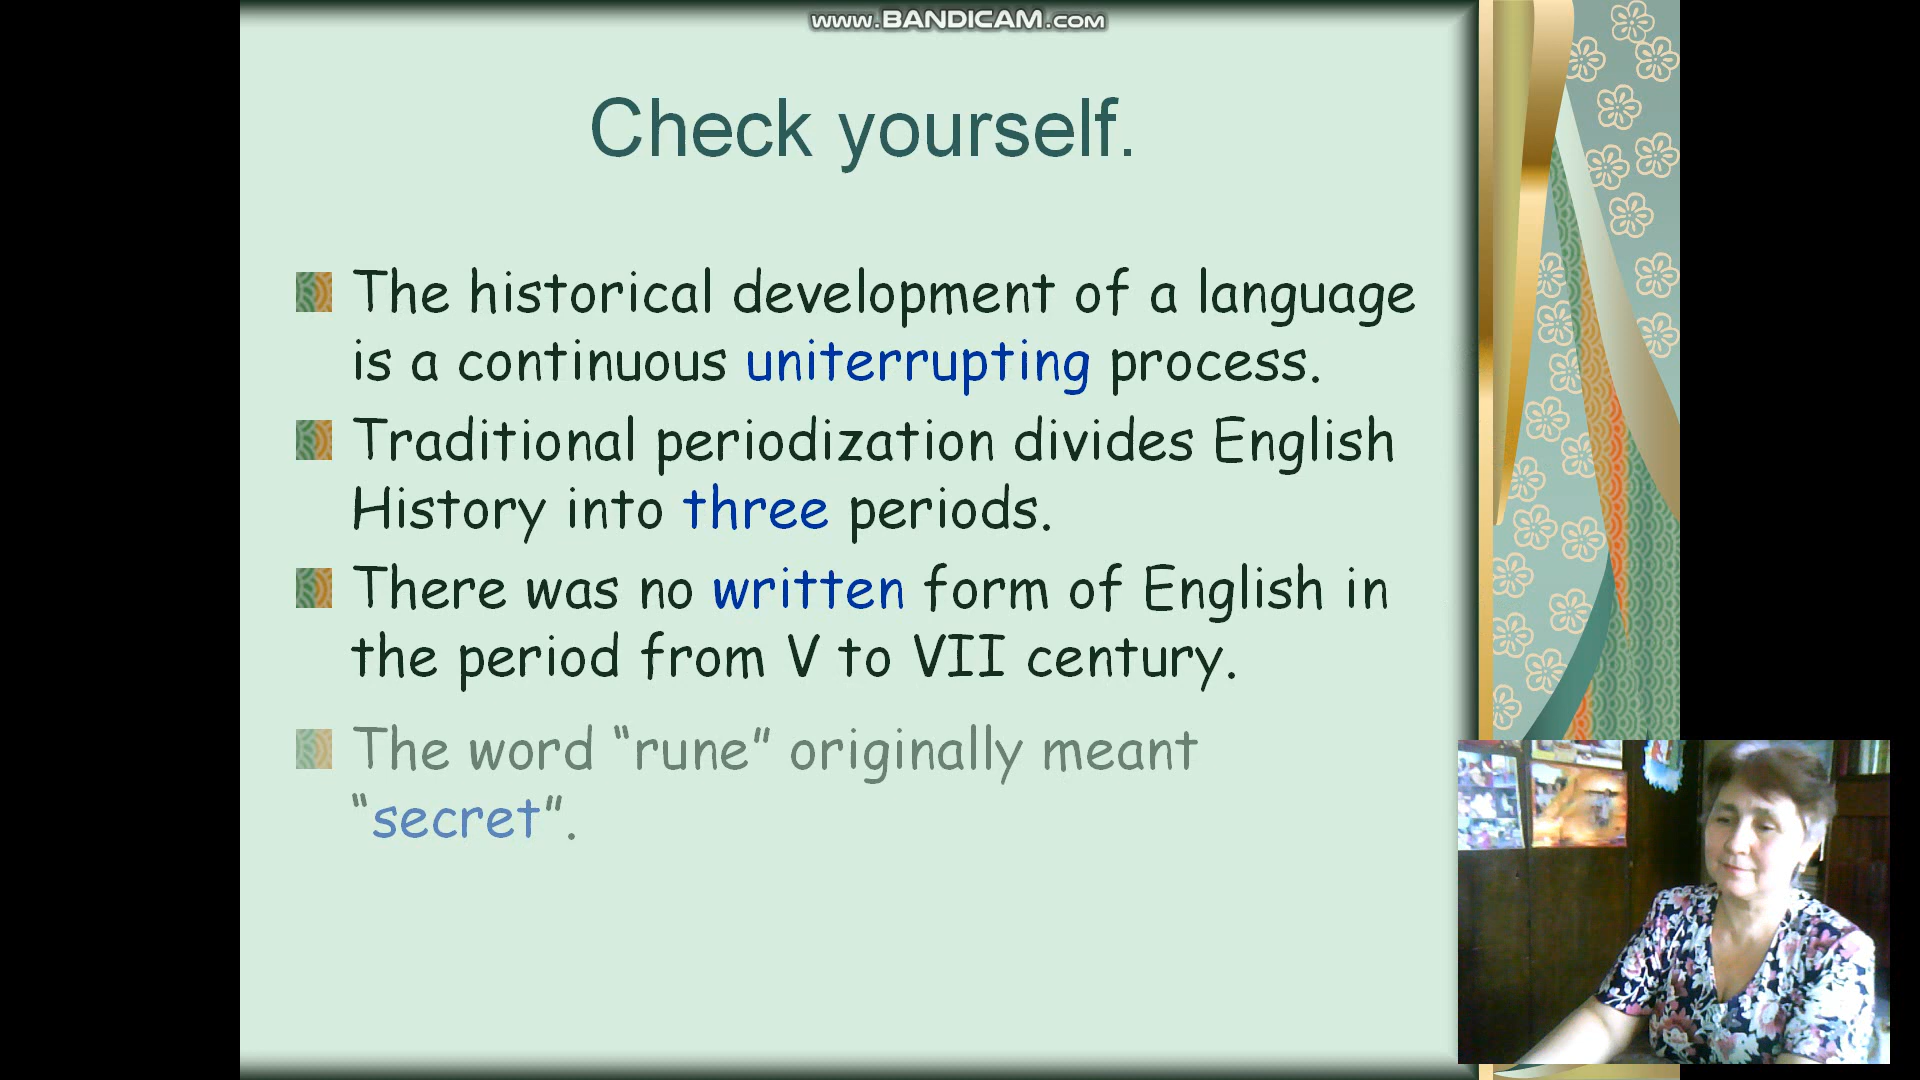 www.BANDICAM.com
Check yourself.
The historical development of a language
is a continuous uniterrupting process.
Traditional periodization divides English
History into three periods.
There was no written form of English in
the period from V to VII century.
The word “rune” originally meant
“secret”.